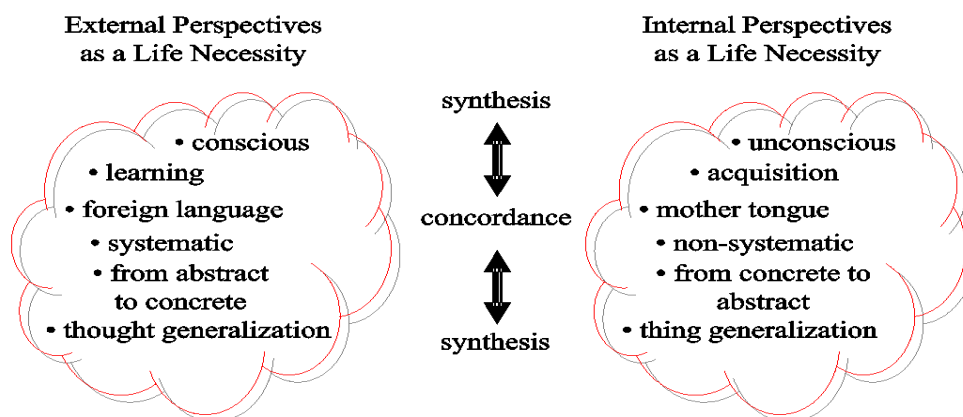 External Perspectives
as a Life Necessity
• conscious
• learning
• foreign language
• systematic
• from abstract
to concrete
• thought generalization
synthesis
concordance
synthesis
Internal Perspectives
as a Life Necessity
• unconscious
• acquisition
• mother tongue
• non-systematic
• from concrete to
abstract
• thing generalization